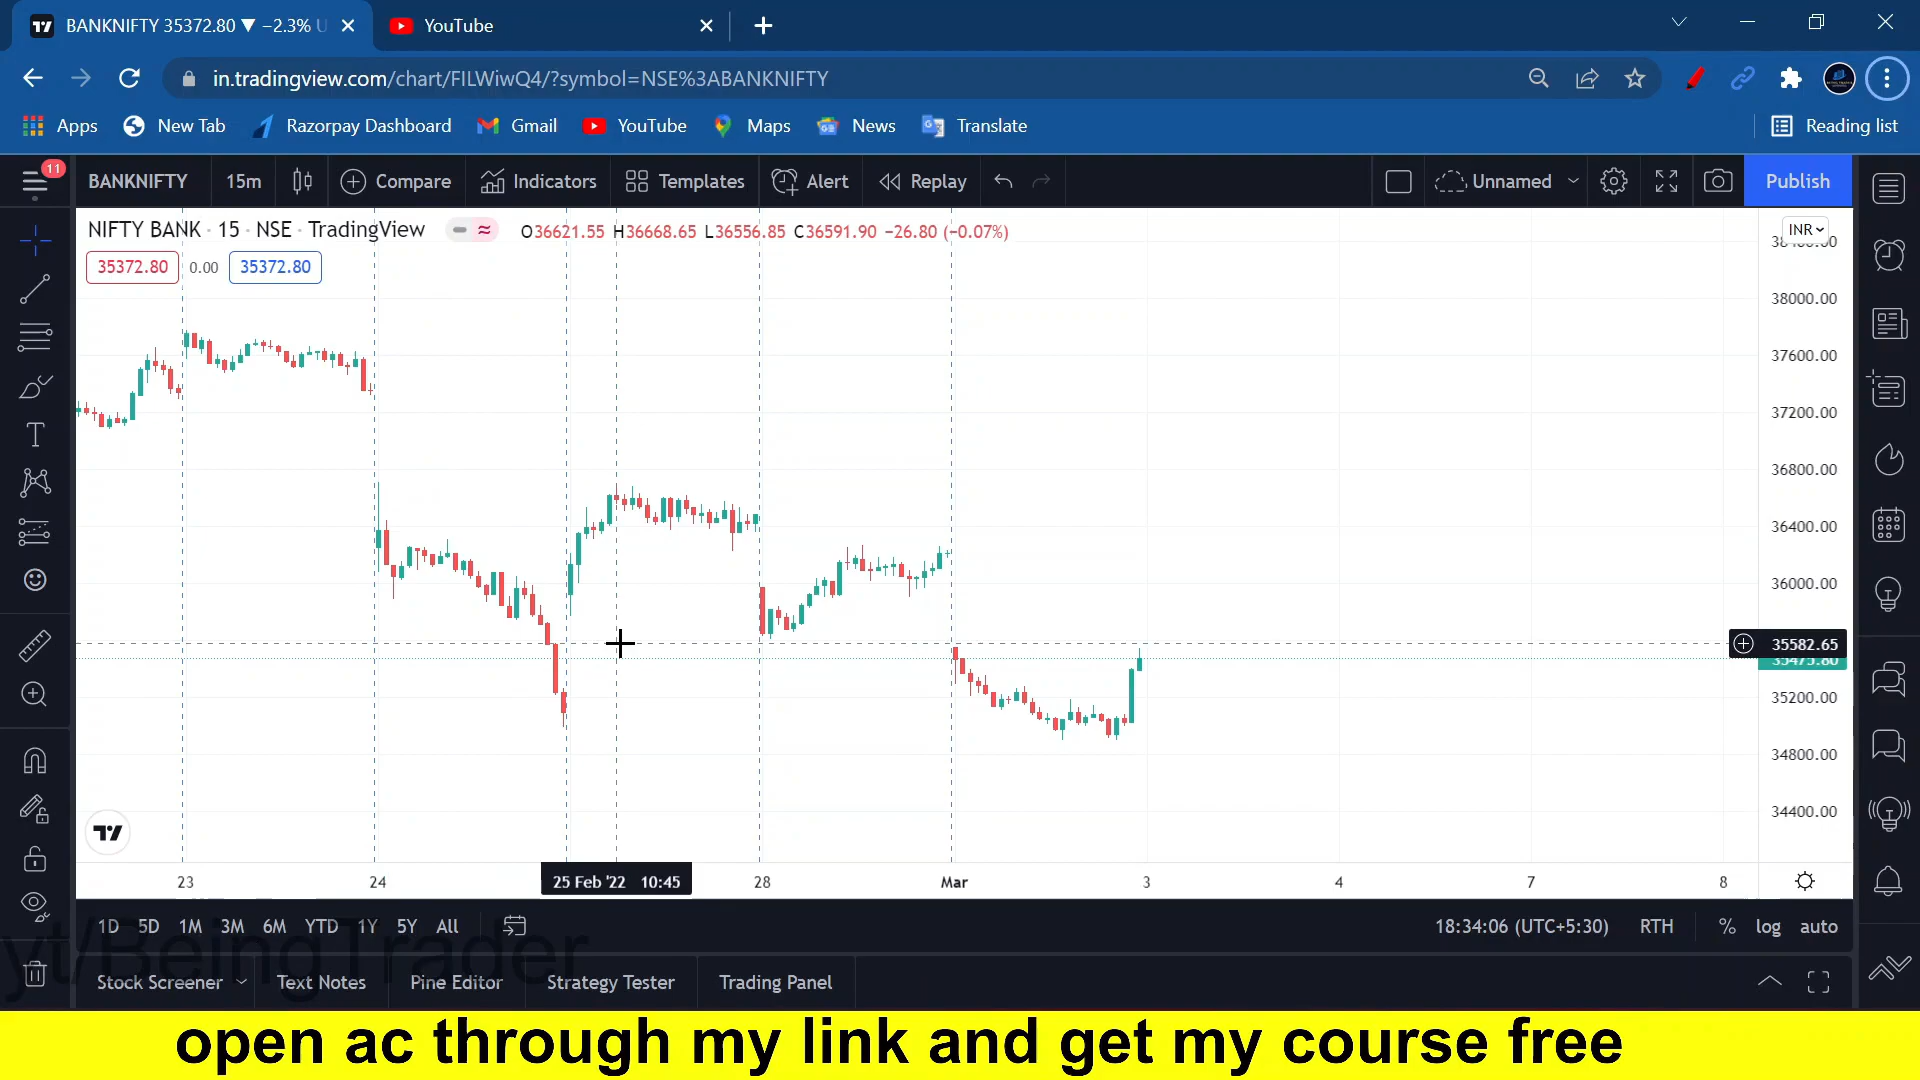 BANKNIFTY 35372.80 ▼ −2.3% U
YouTube
in.tradingview.com/chart/FILWiwQ4/?symbol=NSE%3ABANKNIFTY
Apps New Tab Razorpay Dashboard Gmail YouTube Maps News Translate Reading list
11
BANKNIFTY 15m Compare Indicators Templates Alert Replay Unnamed Publish
NIFTY BANK · 15 · NSE · TradingView O36621.55 H36668.65 L36556.85 C36591.90 −26.80 (−0.07%)
INR
35372.80 0.00 35372.80
38000.00
37600.00
37200.00
36800.00
36400.00
36000.00
35582.65
35475.80
35200.00
34800.00
34400.00
23 24 25 Feb '22 10:45 28 Mar 3 4 7 8
1D 5D 1M 3M 6M YTD 1Y 5Y All 18:34:06 (UTC+5:30) RTH % log auto
yt/BeingTrader
Stock Screener Text Notes Pine Editor Strategy Tester Trading Panel
open ac through my link and get my course free